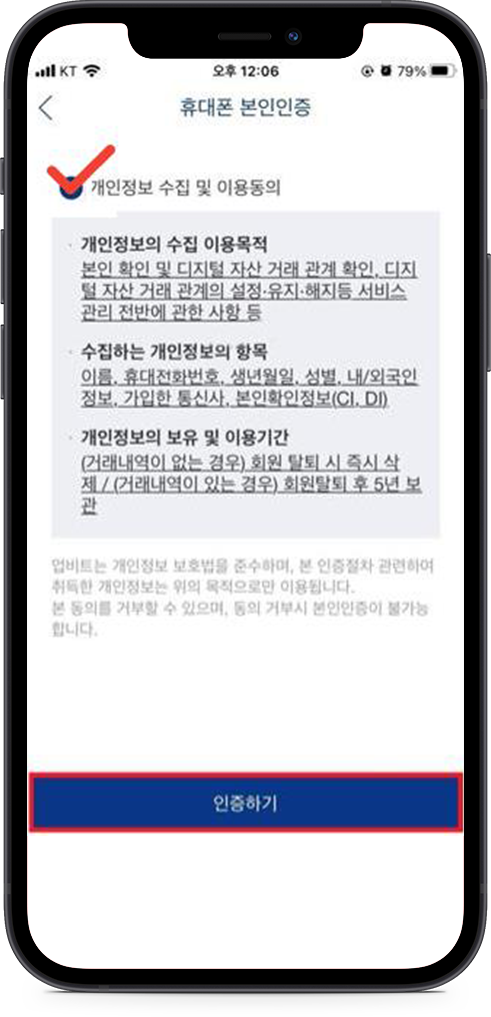 KT 오후 12:06 79%
휴대폰 본인인증
개인정보 수집 및 이용동의
· 개인정보의 수집 이용목적
본인 확인 및 디지털 자산 거래 관계 확인, 디지
털 자산 거래 관계의 설정·유지·해지등 서비스
관리 전반에 관한 사항 등
· 수집하는 개인정보의 항목
이름, 휴대전화번호, 생년월일, 성별, 내/외국인
정보, 가입한 통신사, 본인확인정보(CI, DI)
· 개인정보의 보유 및 이용기간
(거래내역이 없는 경우) 회원 탈퇴 시 즉시 삭
제 / (거래내역이 있는 경우) 회원탈퇴 후 5년 보
관
업비트는 개인정보 보호법을 준수하며, 본 인증절차 관련하여
취득한 개인정보는 위의 목적으로만 이용됩니다.
본 동의를 거부할 수 있으며, 동의 거부시 본인인증이 불가능
합니다.
인증하기